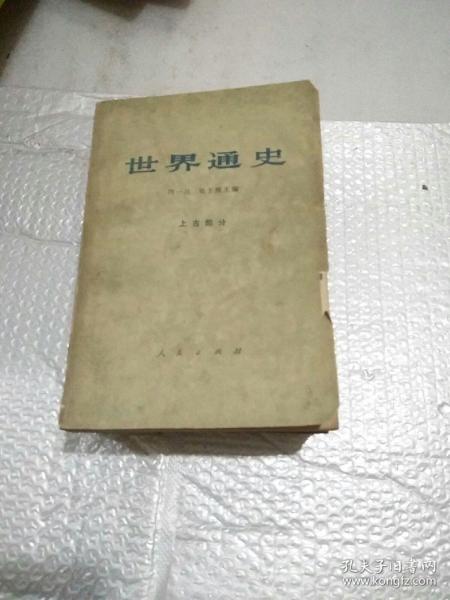 世界通史
周一良 吴于廑主编
上古部分
人民出版社
孔夫子旧书网
www.kongfz.com